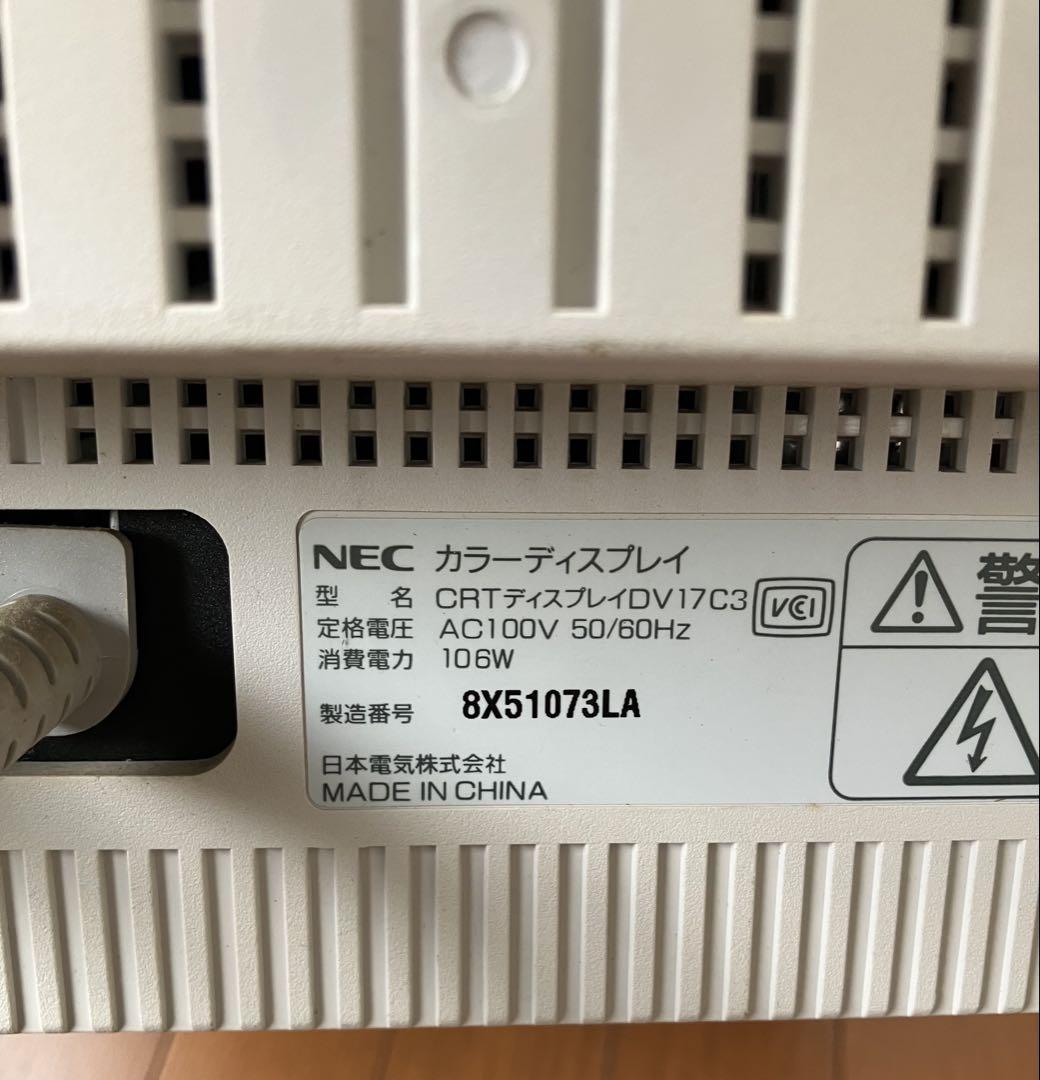 NEC カラーディスプレイ
型 名 CRTディスプレイDV17C3
VCCI
定格電圧 AC100V 50/60Hz
消費電力 106W
製造番号 8X51073LA
日本電気株式会社
MADE IN CHINA
警